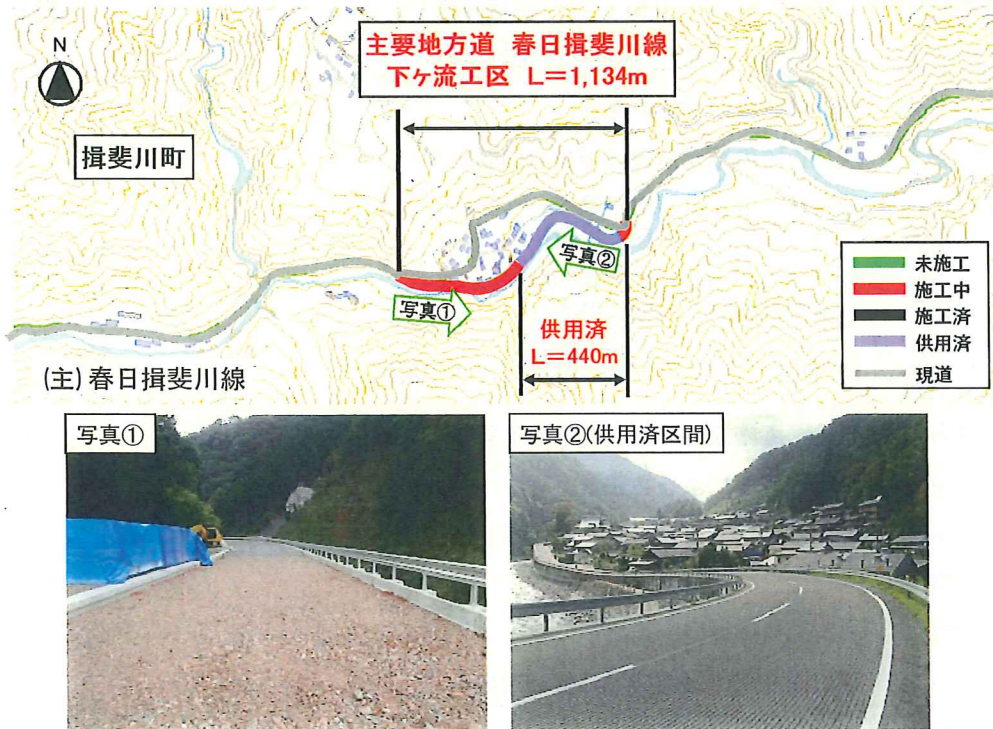 主要地方道 春日揖斐川線
下ヶ流工区 L=1,134m
N
揖斐川町
写真②
写真①
供用済
L=440m
未施工
施工中
施工済
供用済
現道
(主)春日揖斐川線
写真①
写真②(供用済区間)